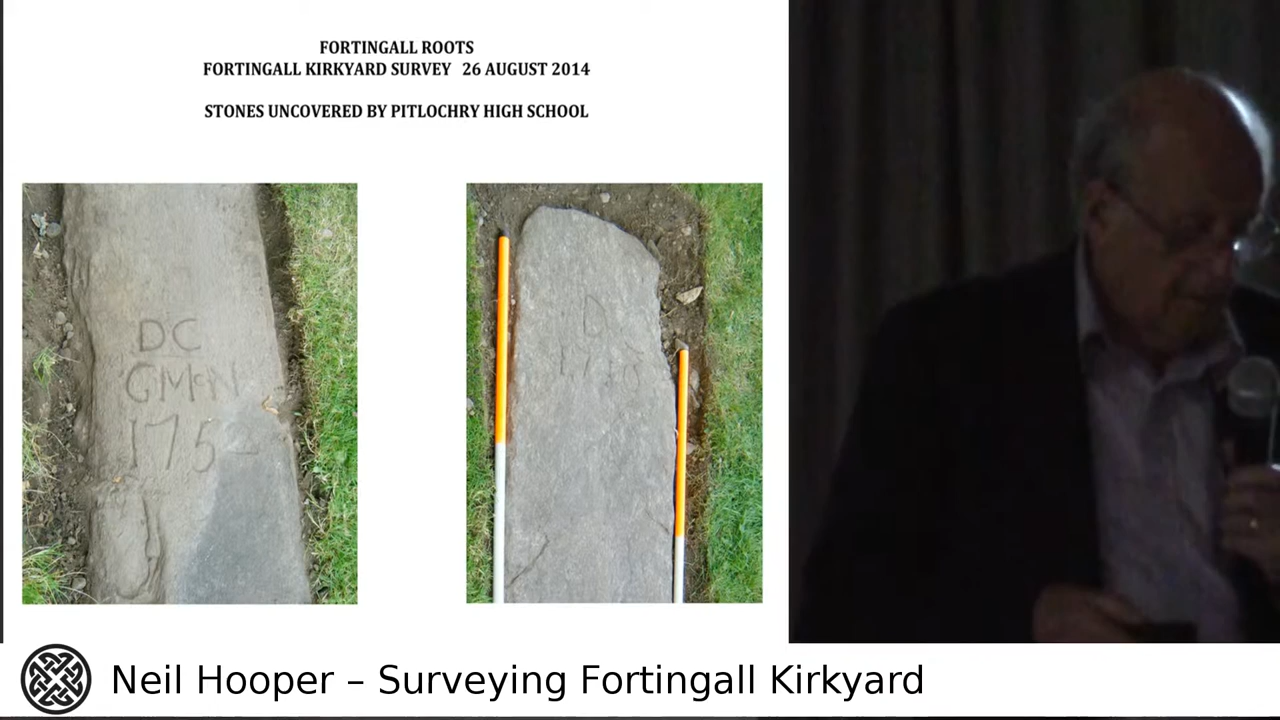 FORTINGALL ROOTS
FORTINGALL KIRKYARD SURVEY 26 AUGUST 2014
STONES UNCOVERED BY PITLOCHRY HIGH SCHOOL
DC
GMcN
1752
D
Neil Hooper – Surveying Fortingall Kirkyard